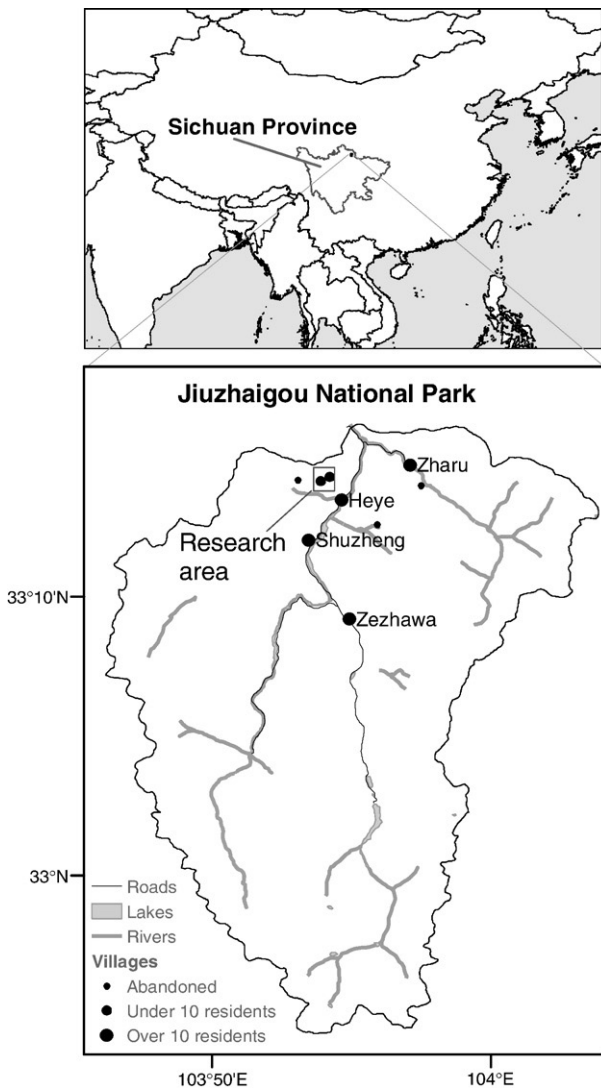 Sichuan Province
Jiuzhaigou National Park
Zharu
Heye
Research
area
Shuzheng
33°10'N
Zezhawa
33°N
Roads
Lakes
Rivers
Villages
Abandoned
Under 10 residents
Over 10 residents
103°50'E
104°E